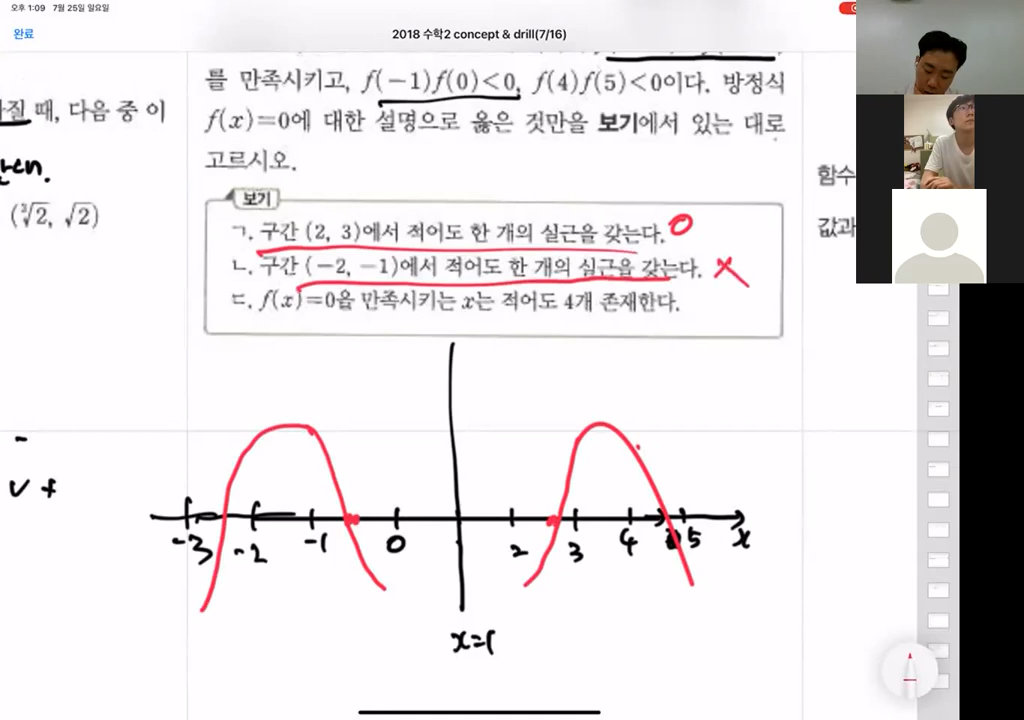 오후 1:09 7월 25일 일요일
완료
2018 수학2 concept & drill(7/16)
를 만족시키고, f(−1)f(0)<0, f(4)f(5)<0이다. 방정식
f(x)=0에 대한 설명으로 옳은 것만을 보기에서 있는 대로
고르시오.
보기
ㄱ. 구간 (2, 3)에서 적어도 한 개의 실근을 갖는다. O
ㄴ. 구간 (−2, −1)에서 적어도 한 개의 실근을 갖는다. X
ㄷ. f(x)=0을 만족시키는 x는 적어도 4개 존재한다.
때, 다음 중 이
(∛2, √2)
함수
값과
-
v +
-3 -2 -1 0 2 3 4 5 x
x=1